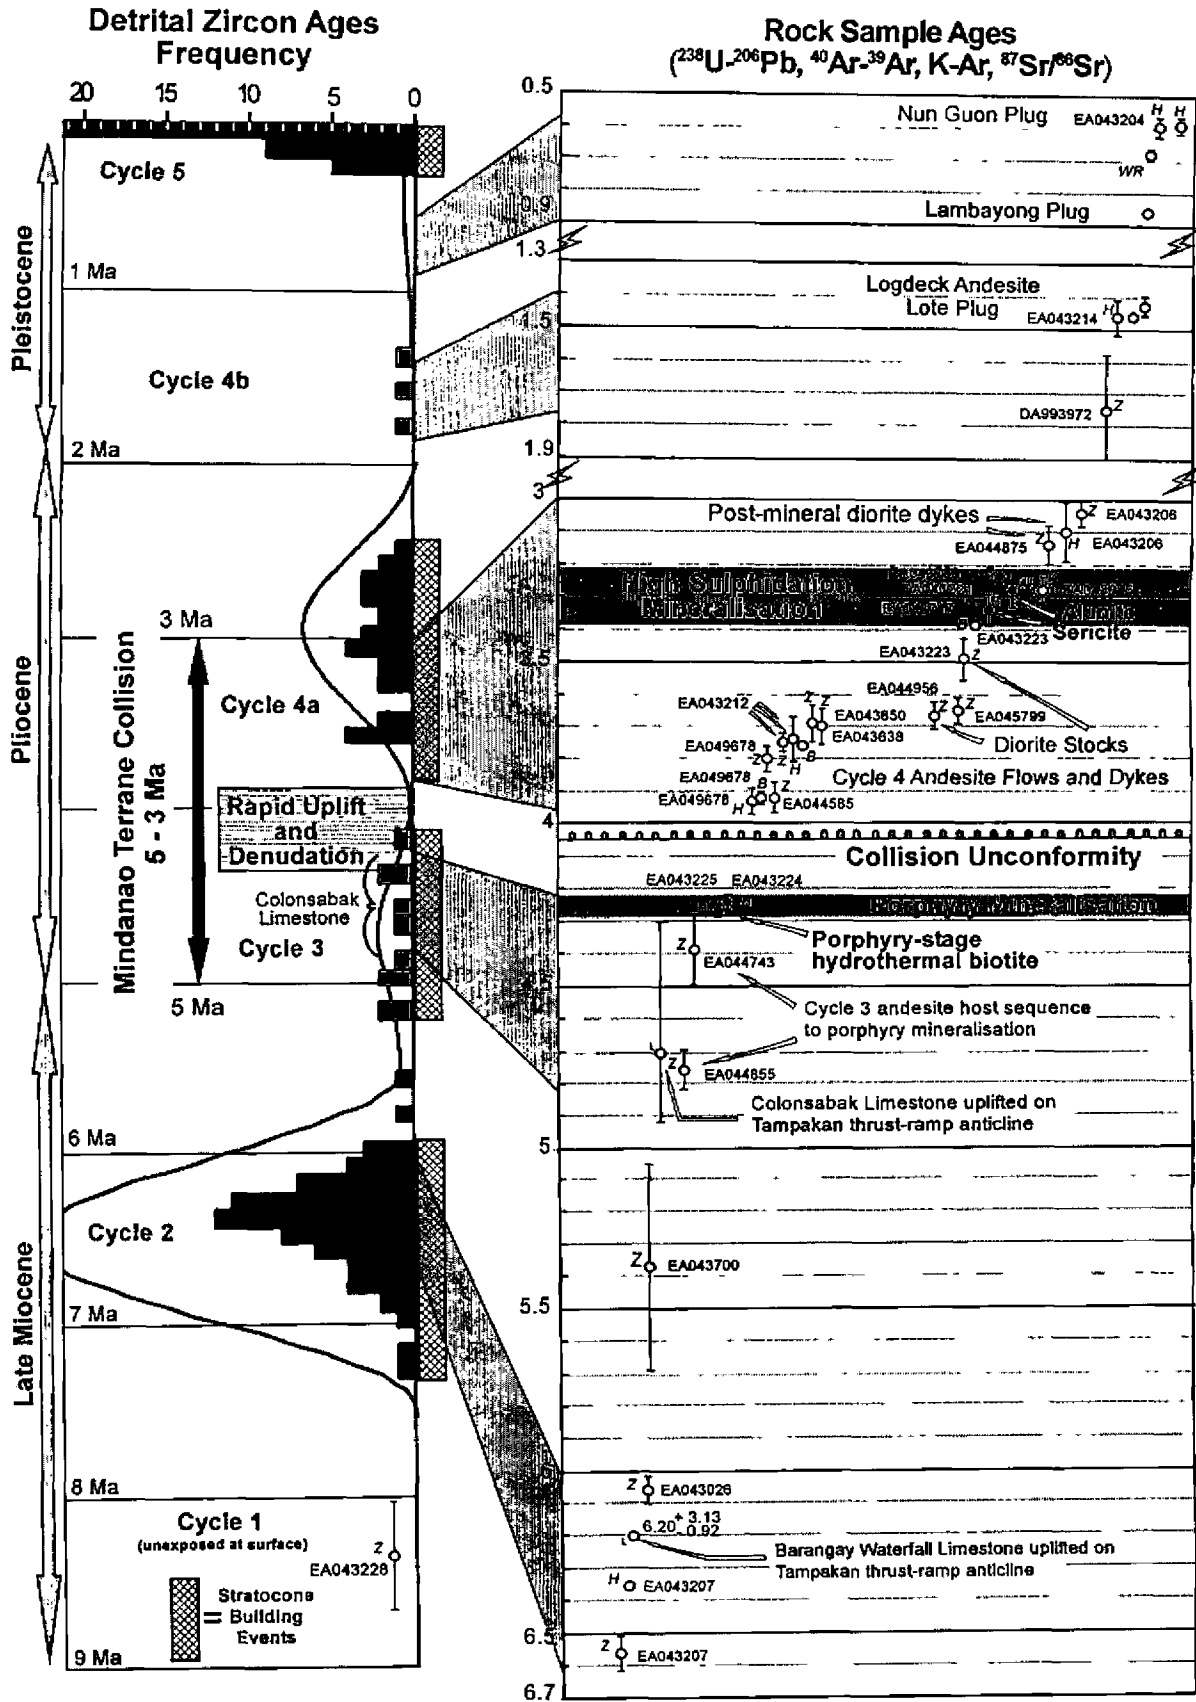 Detrital Zircon Ages
Frequency
20 15 10 5 0
Cycle 5
1 Ma
Cycle 4b
2 Ma
3 Ma
Cycle 4a
Rapid Uplift
and
Denudation
Colonsabak
Limestone
Cycle 3
5 Ma
6 Ma
Cycle 2
7 Ma
8 Ma
Cycle 1
(unexposed at surface)
Z
EA043228
Stratocone
= Building
Events
9 Ma
Pleistocene
Pliocene
Late Miocene
Mindanao Terrane Collision
5 - 3 Ma
Rock Sample Ages
(238U-206Pb, 40Ar-39Ar, K-Ar, 87Sr/86Sr)
0.5
Nun Guon Plug EA043204 H H
WR
0.9
Lambayong Plug
1.3
Logdeck Andesite
Lote Plug
1.5
EA043214 H
DA993972 Z
1.9
3
Post-mineral diorite dykes
Z EA043206
EA044875 Z H EA043206
High Sulphidation
Mineralisation
Alunite
Sericite
EA043223
EA043223 Z
EA044956
EA043212 Z Z EA043850 Z Z EA045799
EA043638
Diorite Stocks
EA049678 Z Z H B
EA049678
Cycle 4 Andesite Flows and Dykes
EA049678 H B Z EA044585
4
Collision Unconformity
EA043225 EA043224
Porphyry Mineralisation
Porphyry-stage
hydrothermal biotite
Z EA044743
Cycle 3 andesite host sequence
to porphyry mineralisation
L Z EA044855
Colonsabak Limestone uplifted on
Tampakan thrust-ramp anticline
5
Z EA043700
5.5
Z EA043026
6.20 + 3.13
- 0.92
L
Barangay Waterfall Limestone uplifted on
Tampakan thrust-ramp anticline
H EA043207
6.5
Z EA043207
6.7